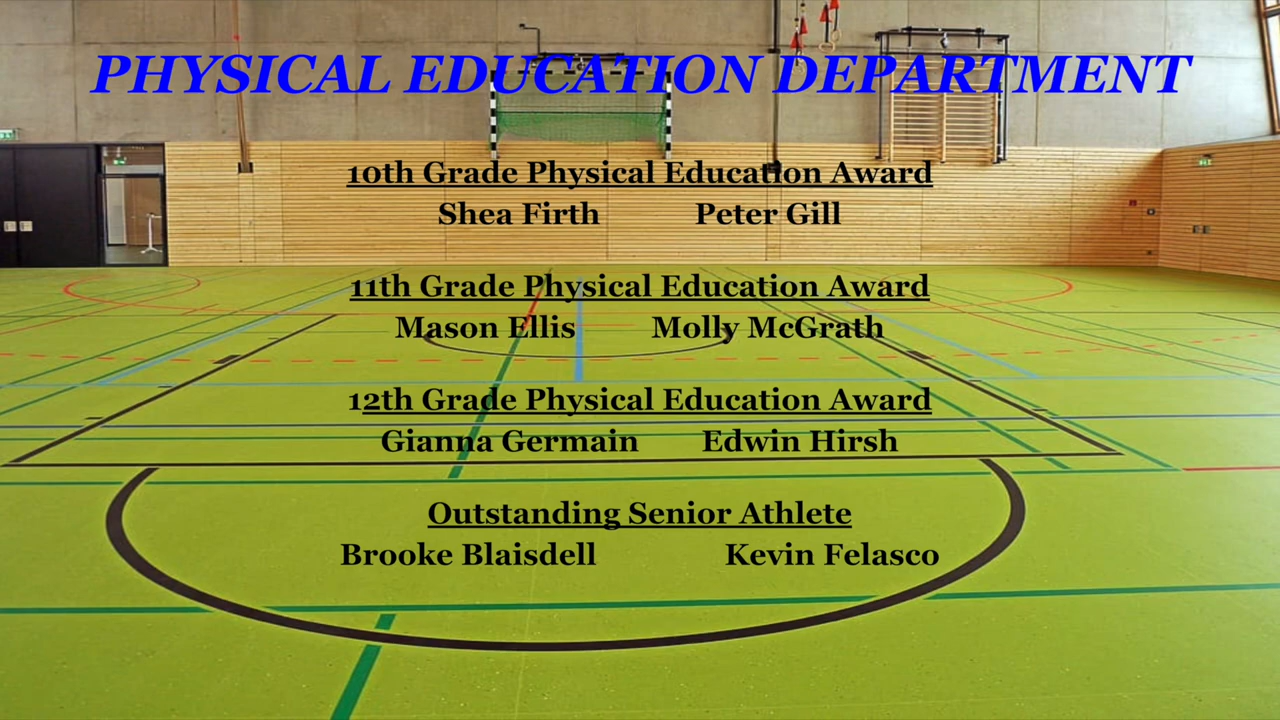 PHYSICAL EDUCATION DEPARTMENT
10th Grade Physical Education Award
Shea Firth Peter Gill
11th Grade Physical Education Award
Mason Ellis Molly McGrath
12th Grade Physical Education Award
Gianna Germain Edwin Hirsh
Outstanding Senior Athlete
Brooke Blaisdell Kevin Felasco